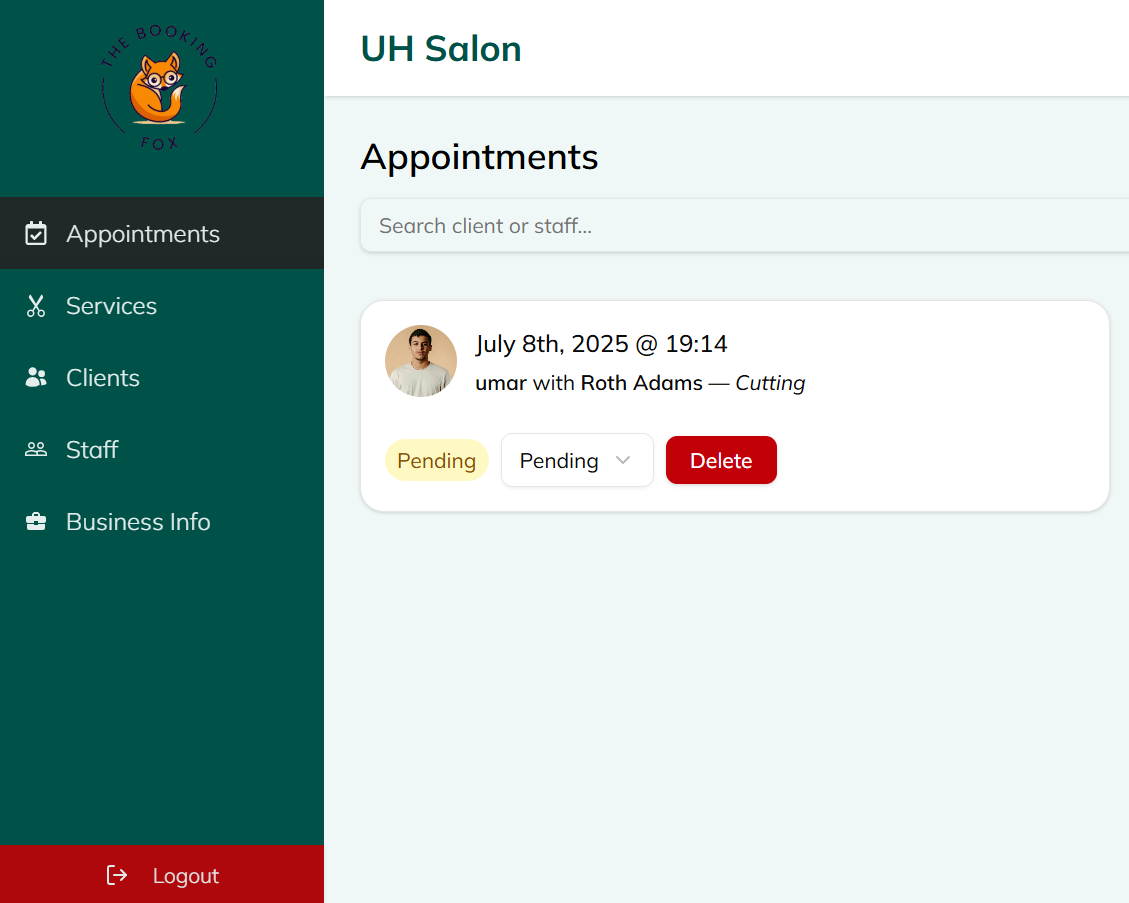 THE BOOKING
FOX
Appointments
Services
Clients
Staff
Business Info
Logout
UH Salon
Appointments
Search client or staff...
July 8th, 2025 @ 19:14
umar with Roth Adams — Cutting
Pending
Pending
Delete